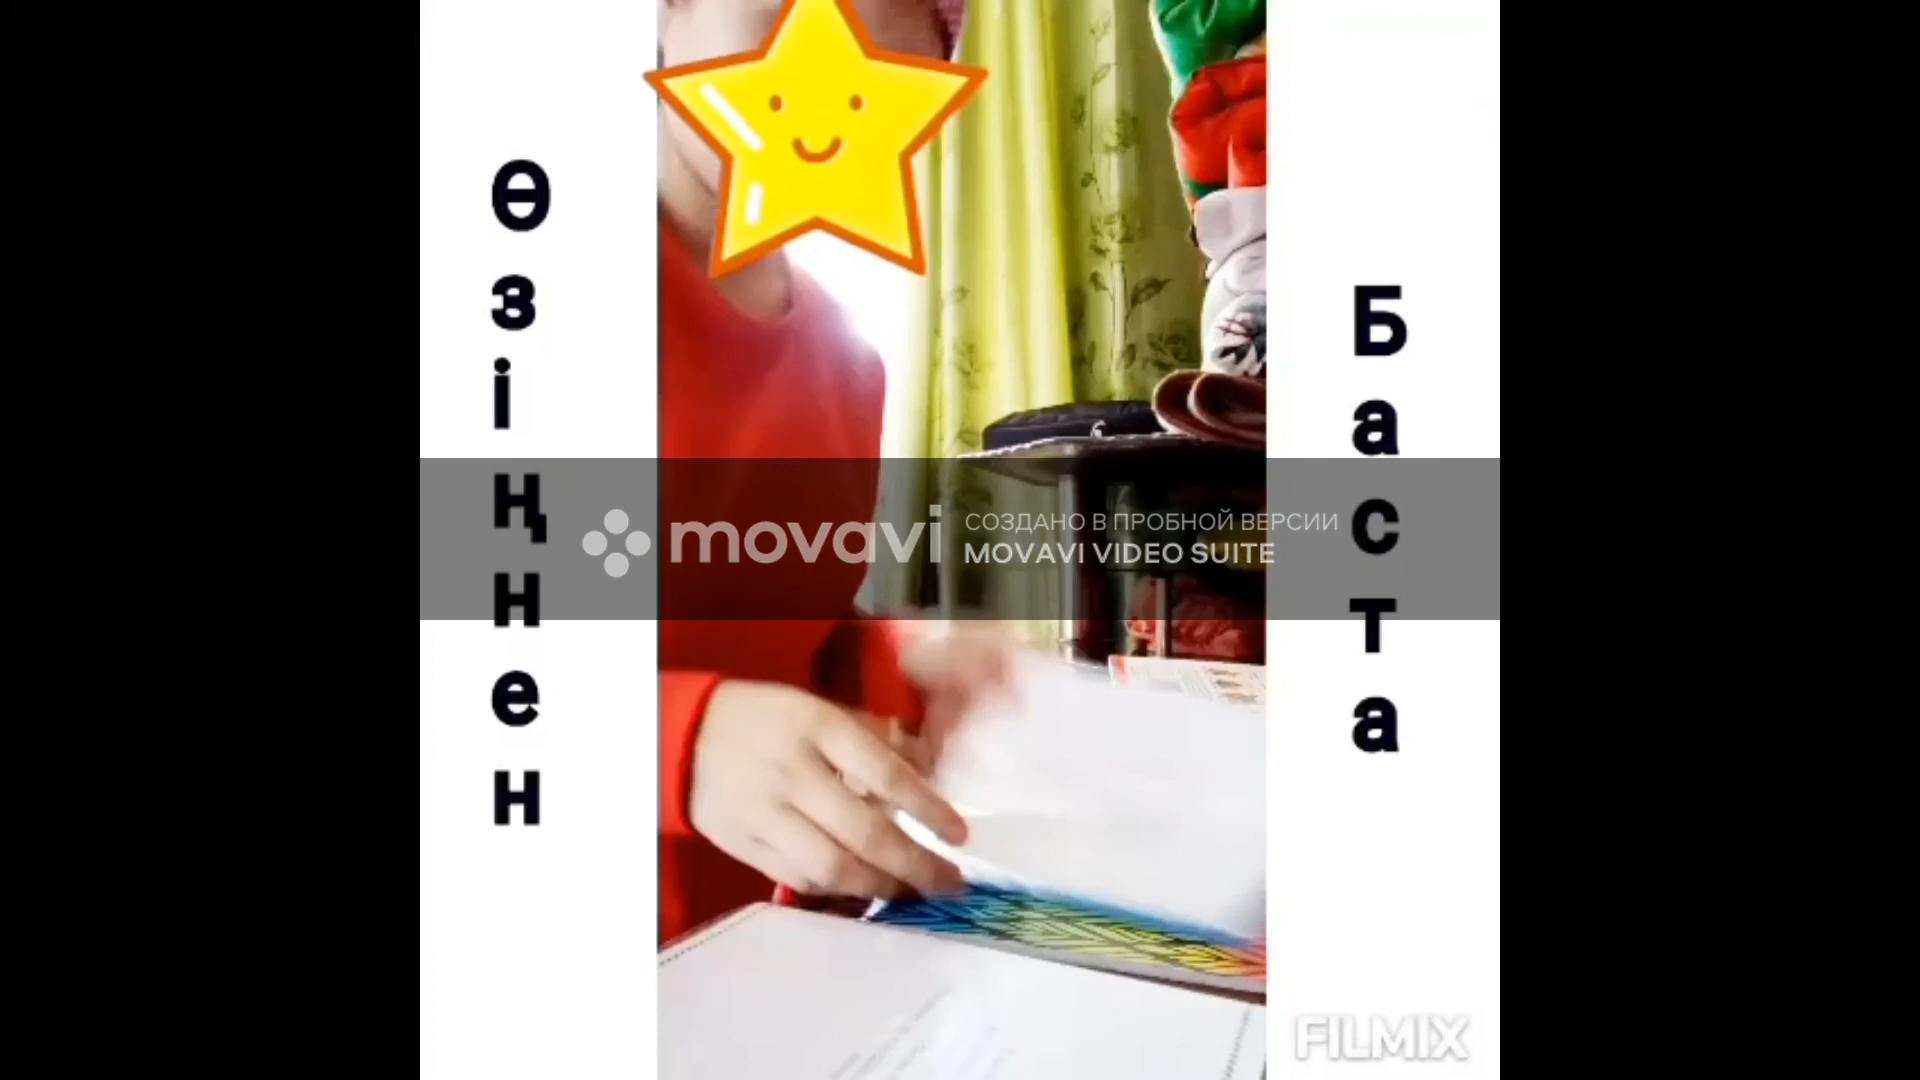 Өзіңнен
Баста
movavi
СОЗДАНО В ПРОБНОЙ ВЕРСИИ
MOVAVI VIDEO SUITE
FILMIX